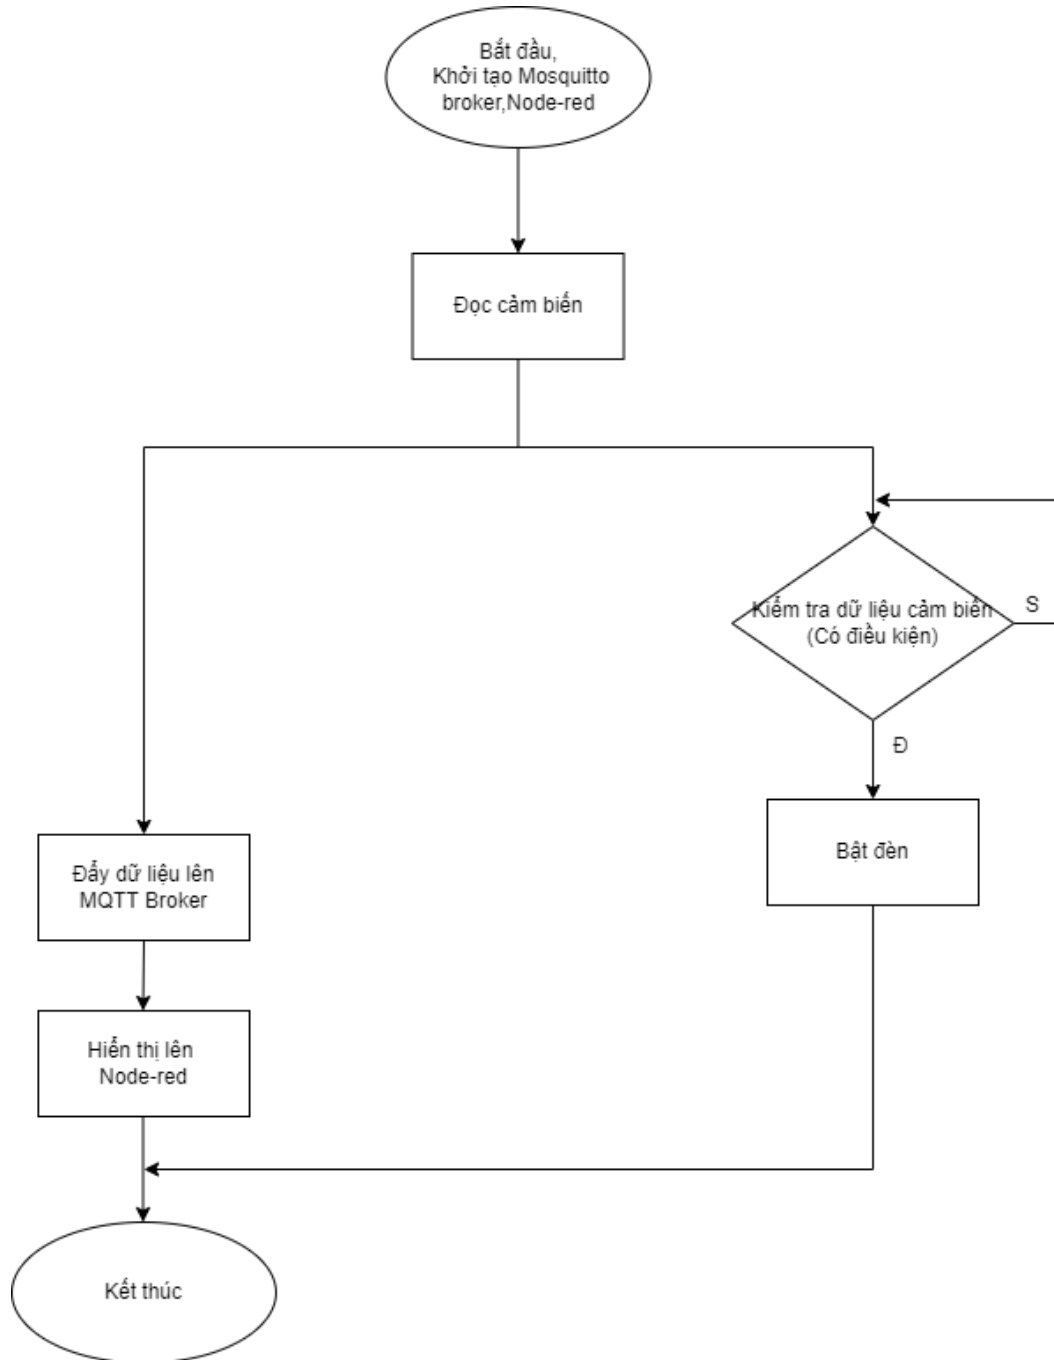 Bắt đầu,
Khởi tạo Mosquitto
broker,Node-red
Đọc cảm biến
Kiểm tra dữ liệu cảm biến
(Có điều kiện)
S
Đ
Bật đèn
Đẩy dữ liệu lên
MQTT Broker
Hiển thị lên
Node-red
Kết thúc